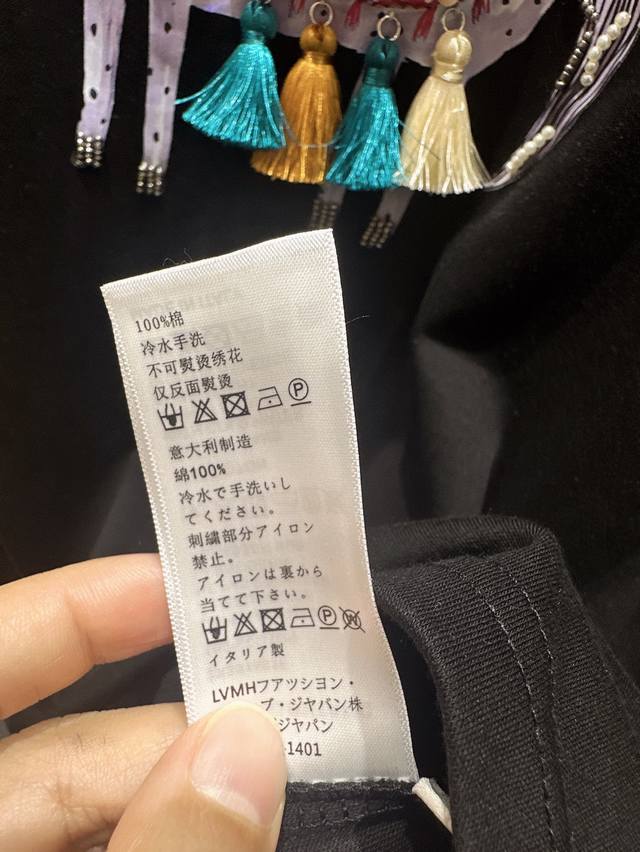 100%棉
冷水手洗
不可熨烫绣花
仅反面熨烫
P
意大利制造
綿100%
冷水で手洗いし
てください。
刺繍部分アイロン
禁止。
アイロンは裏から
当てて下さい。
P W
イタリア製
LVMHフアツシヨン・
プ・ジャパン株
ジャパン
-1401